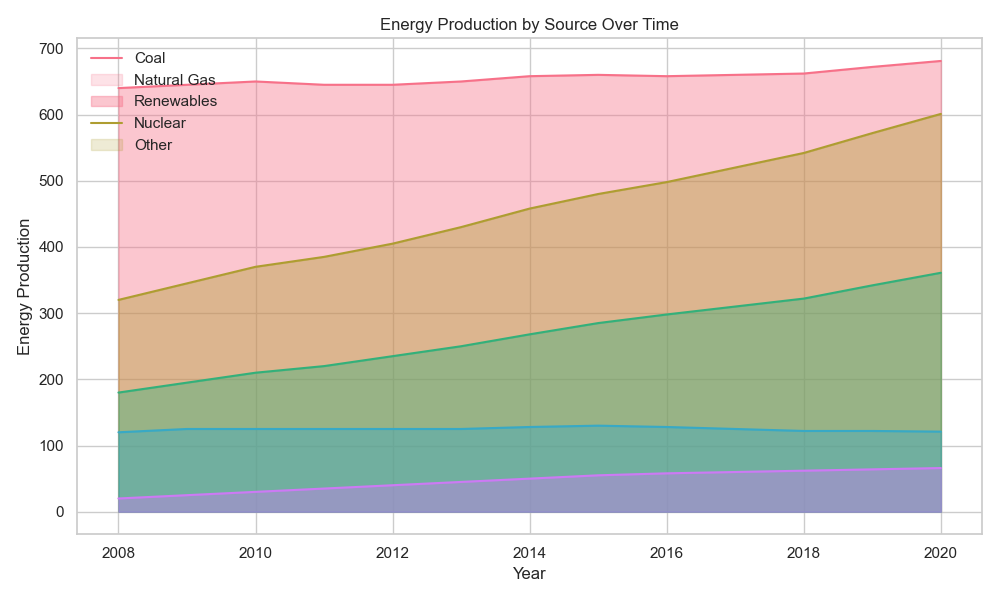 Energy Production by Source Over Time
700
600
500
400
300
200
100
0
Energy Production
Coal
Natural Gas
Renewables
Nuclear
Other
2008 2010 2012 2014 2016 2018 2020
Year